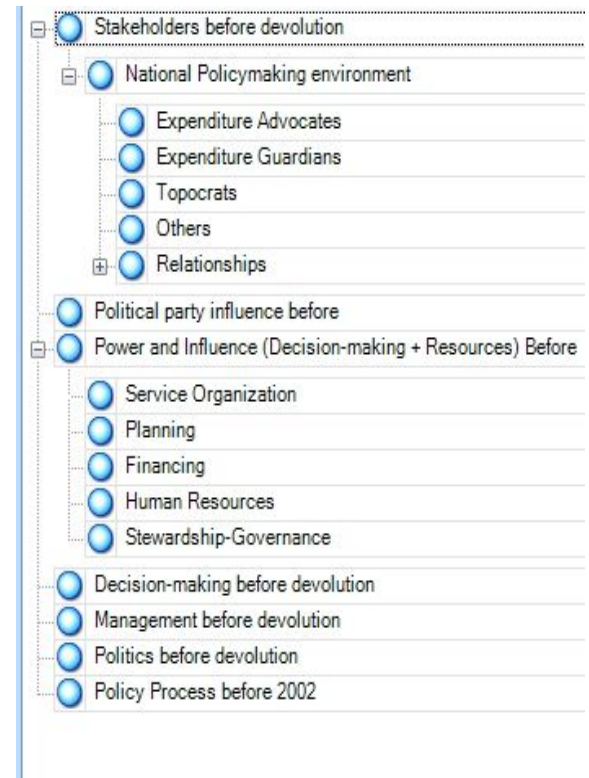 Stakeholders before devolution
National Policymaking environment
Expenditure Advocates
Expenditure Guardians
Topocrats
Others
Relationships
Political party influence before
Power and Influence (Decision-making + Resources) Before
Service Organization
Planning
Financing
Human Resources
Stewardship-Governance
Decision-making before devolution
Management before devolution
Politics before devolution
Policy Process before 2002